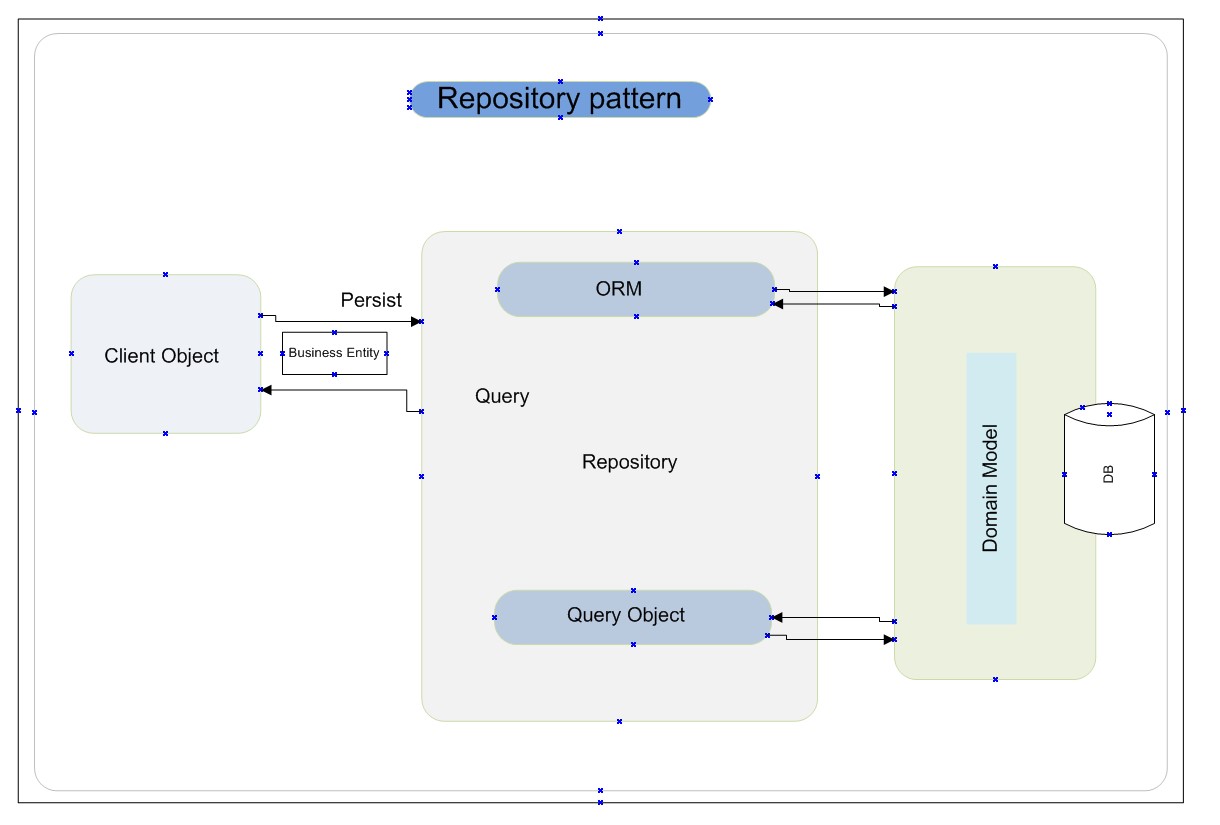 Repository pattern
ORM
Persist
Client Object
Business Entity
Query
Repository
Domain Model
DB
Query Object